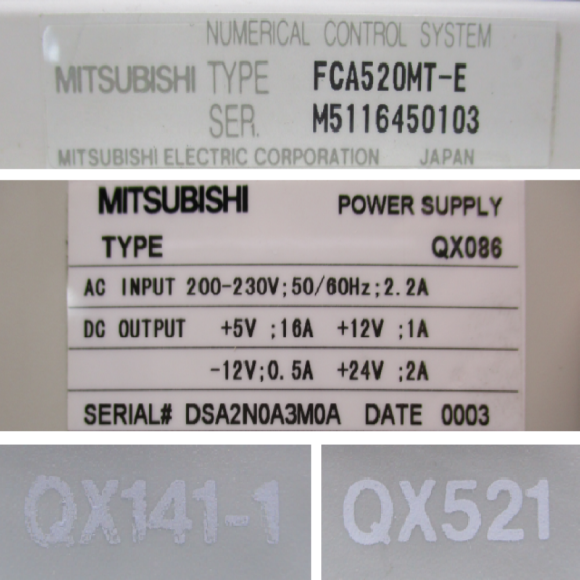 NUMERICAL CONTROL SYSTEM
MITSUBISHI TYPE FCA520MT-E
SER. M5116450103
MITSUBISHI ELECTRIC CORPORATION JAPAN
MITSUBISHI POWER SUPPLY
TYPE QX086
AC INPUT 200-230V;50/60Hz;2.2A
DC OUTPUT +5V ;16A +12V ;1A
-12V;0.5A +24V ;2A
SERIAL# DSA2N0A3M0A DATE 0003
QX141-1 QX521